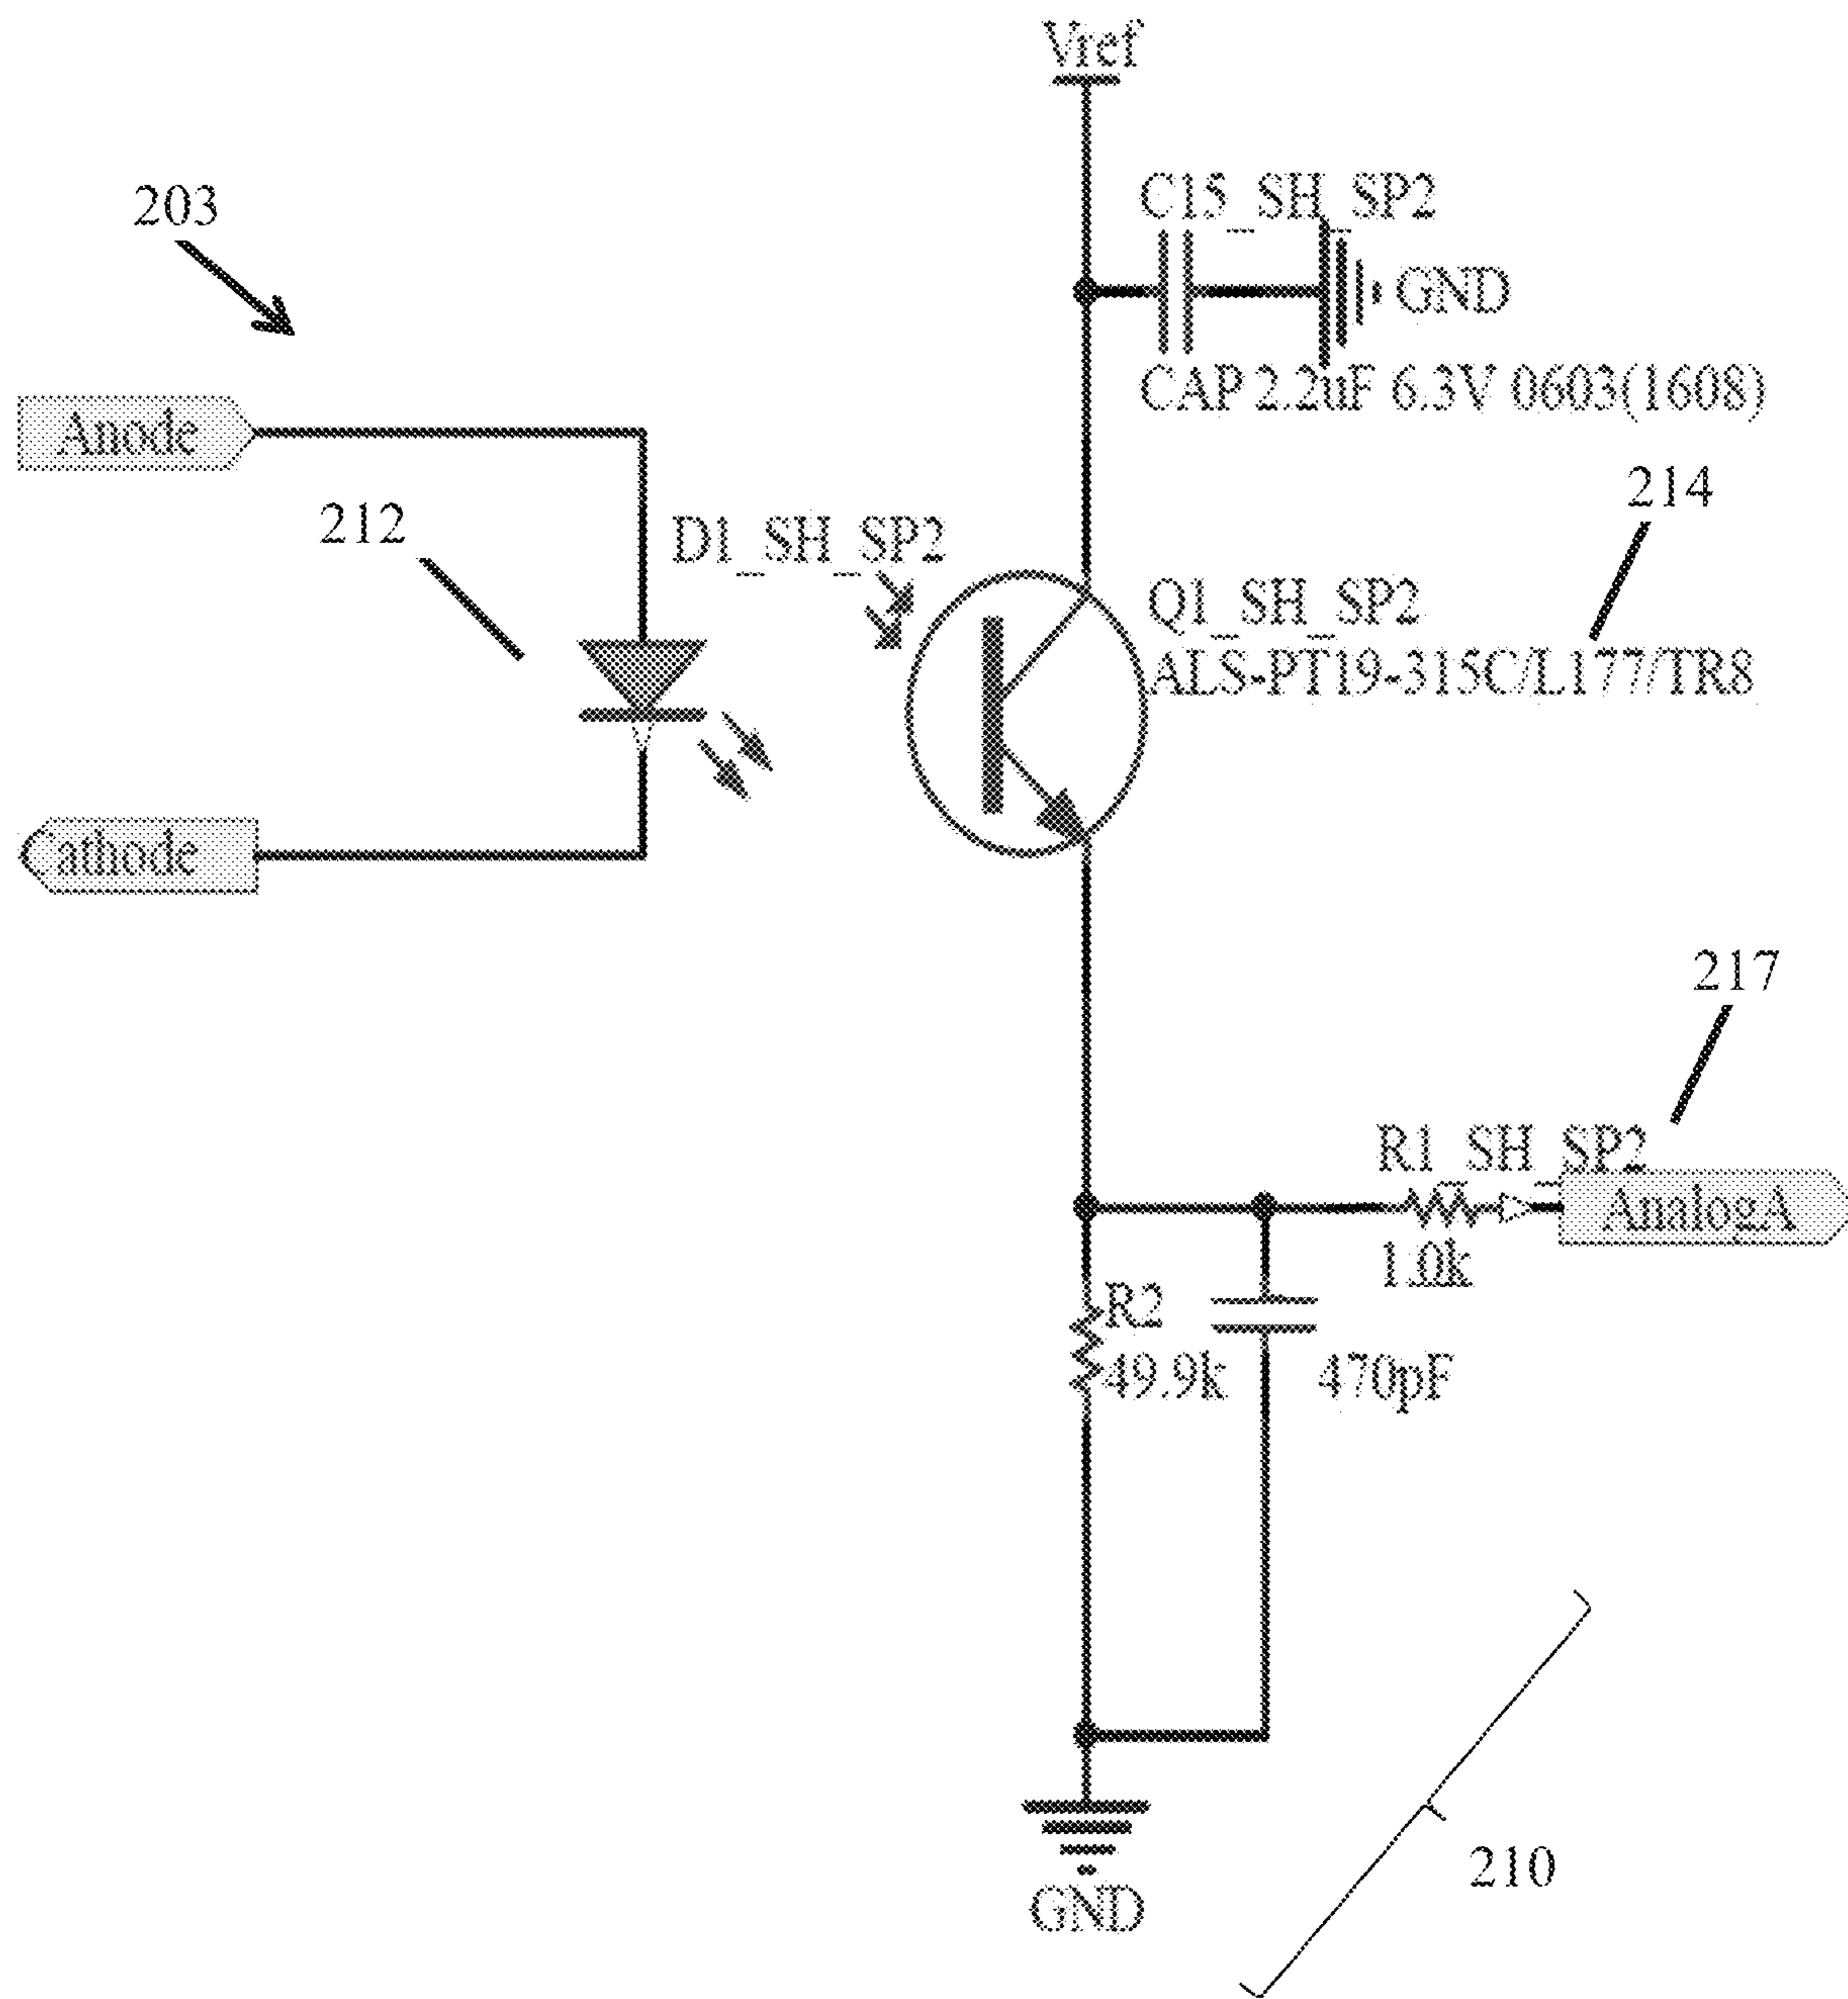 Vref
203
C15_SH_SP2
GND
CAP 2.2uF 6.3V 0603(1608)
Anode
214
212
D1_SH_SP2
Q1_SH_SP2
ALS-PT19-315C/L177/TR8
Cathode
217
R1_SH_SP2
AnalogA
1.0k
R2
49.9k
470pF
210
GND